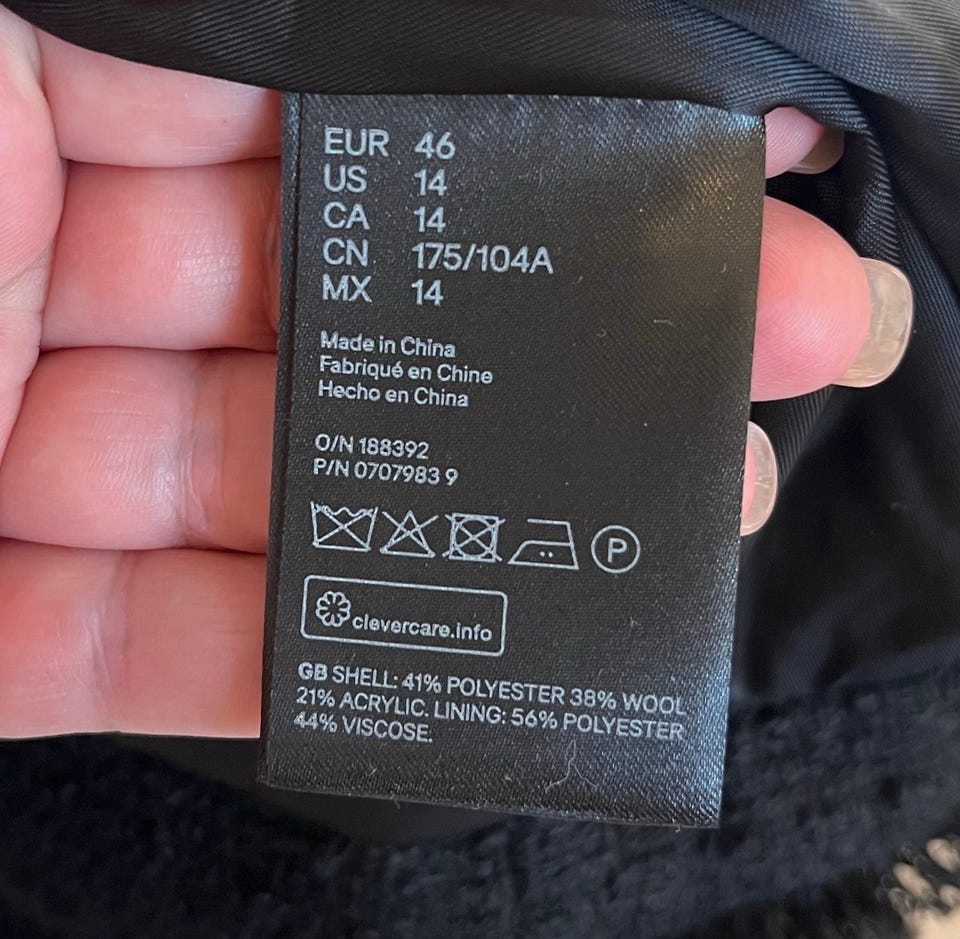 EUR 46
US 14
CA 14
CN 175/104A
MX 14
Made in China
Fabriqué en Chine
Hecho en China
O/N 188392
P/N 0707983 9
P
clevercare.info
GB SHELL: 41% POLYESTER 38% WOOL
21% ACRYLIC. LINING: 56% POLYESTER
44% VISCOSE.